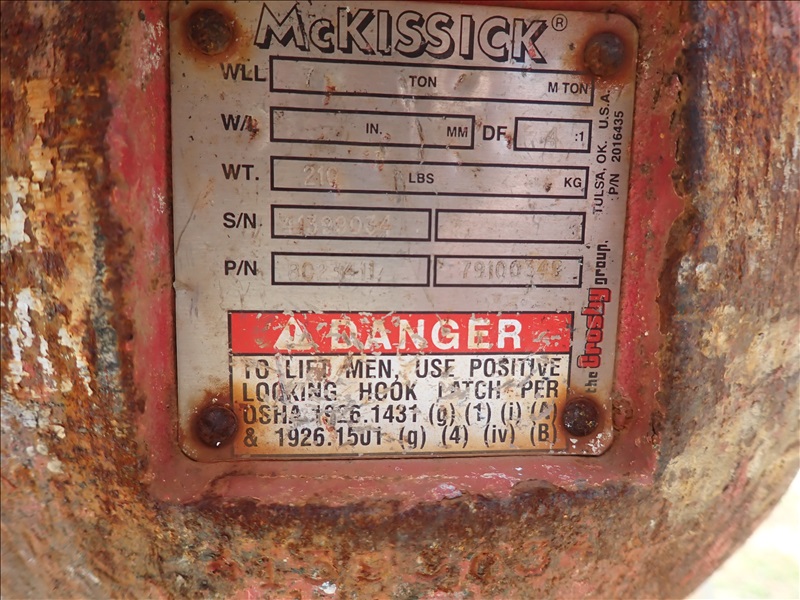 McKISSICK®
WLL TON M TON
W/L IN. MM DF :1
WT. LBS KG
S/N
P/N 79100348
TULSA, OK. U.S.A.
P/N 2016435
the Crosby group.
DANGER
TO LIFT MEN, USE POSITIVE
LOCKING HOOK LATCH PER
OSHA 1926.1431 (g) (1) (i) (A)
& 1926.1501 (g) (4) (iv) (B)